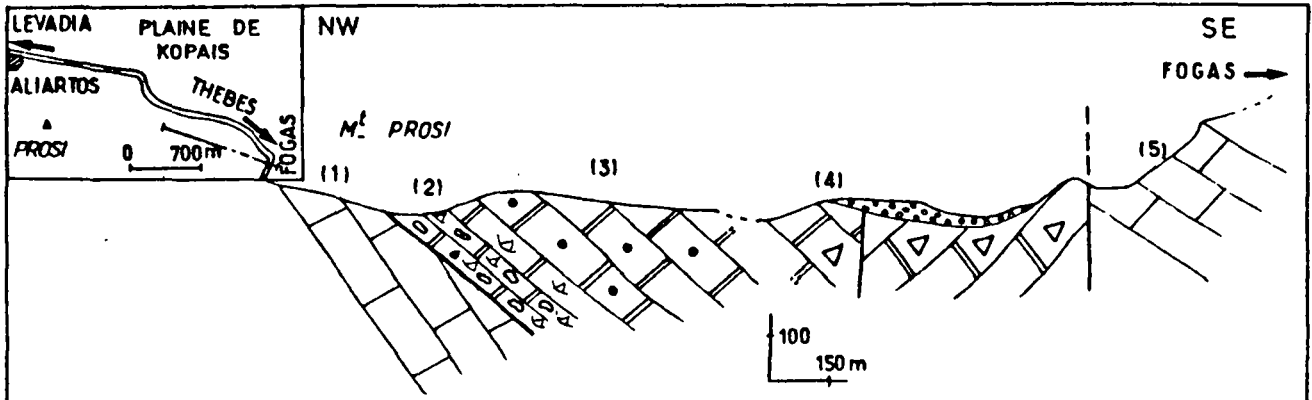 LEVADIA
PLAINE DE
KOPAIS
ALIARTOS
THEBES
PROSI
FOGAS
0 700m
NW
SE
FOGAS
Mt PROSI
(1)
(2)
(3)
(4)
(5)
100
150 m